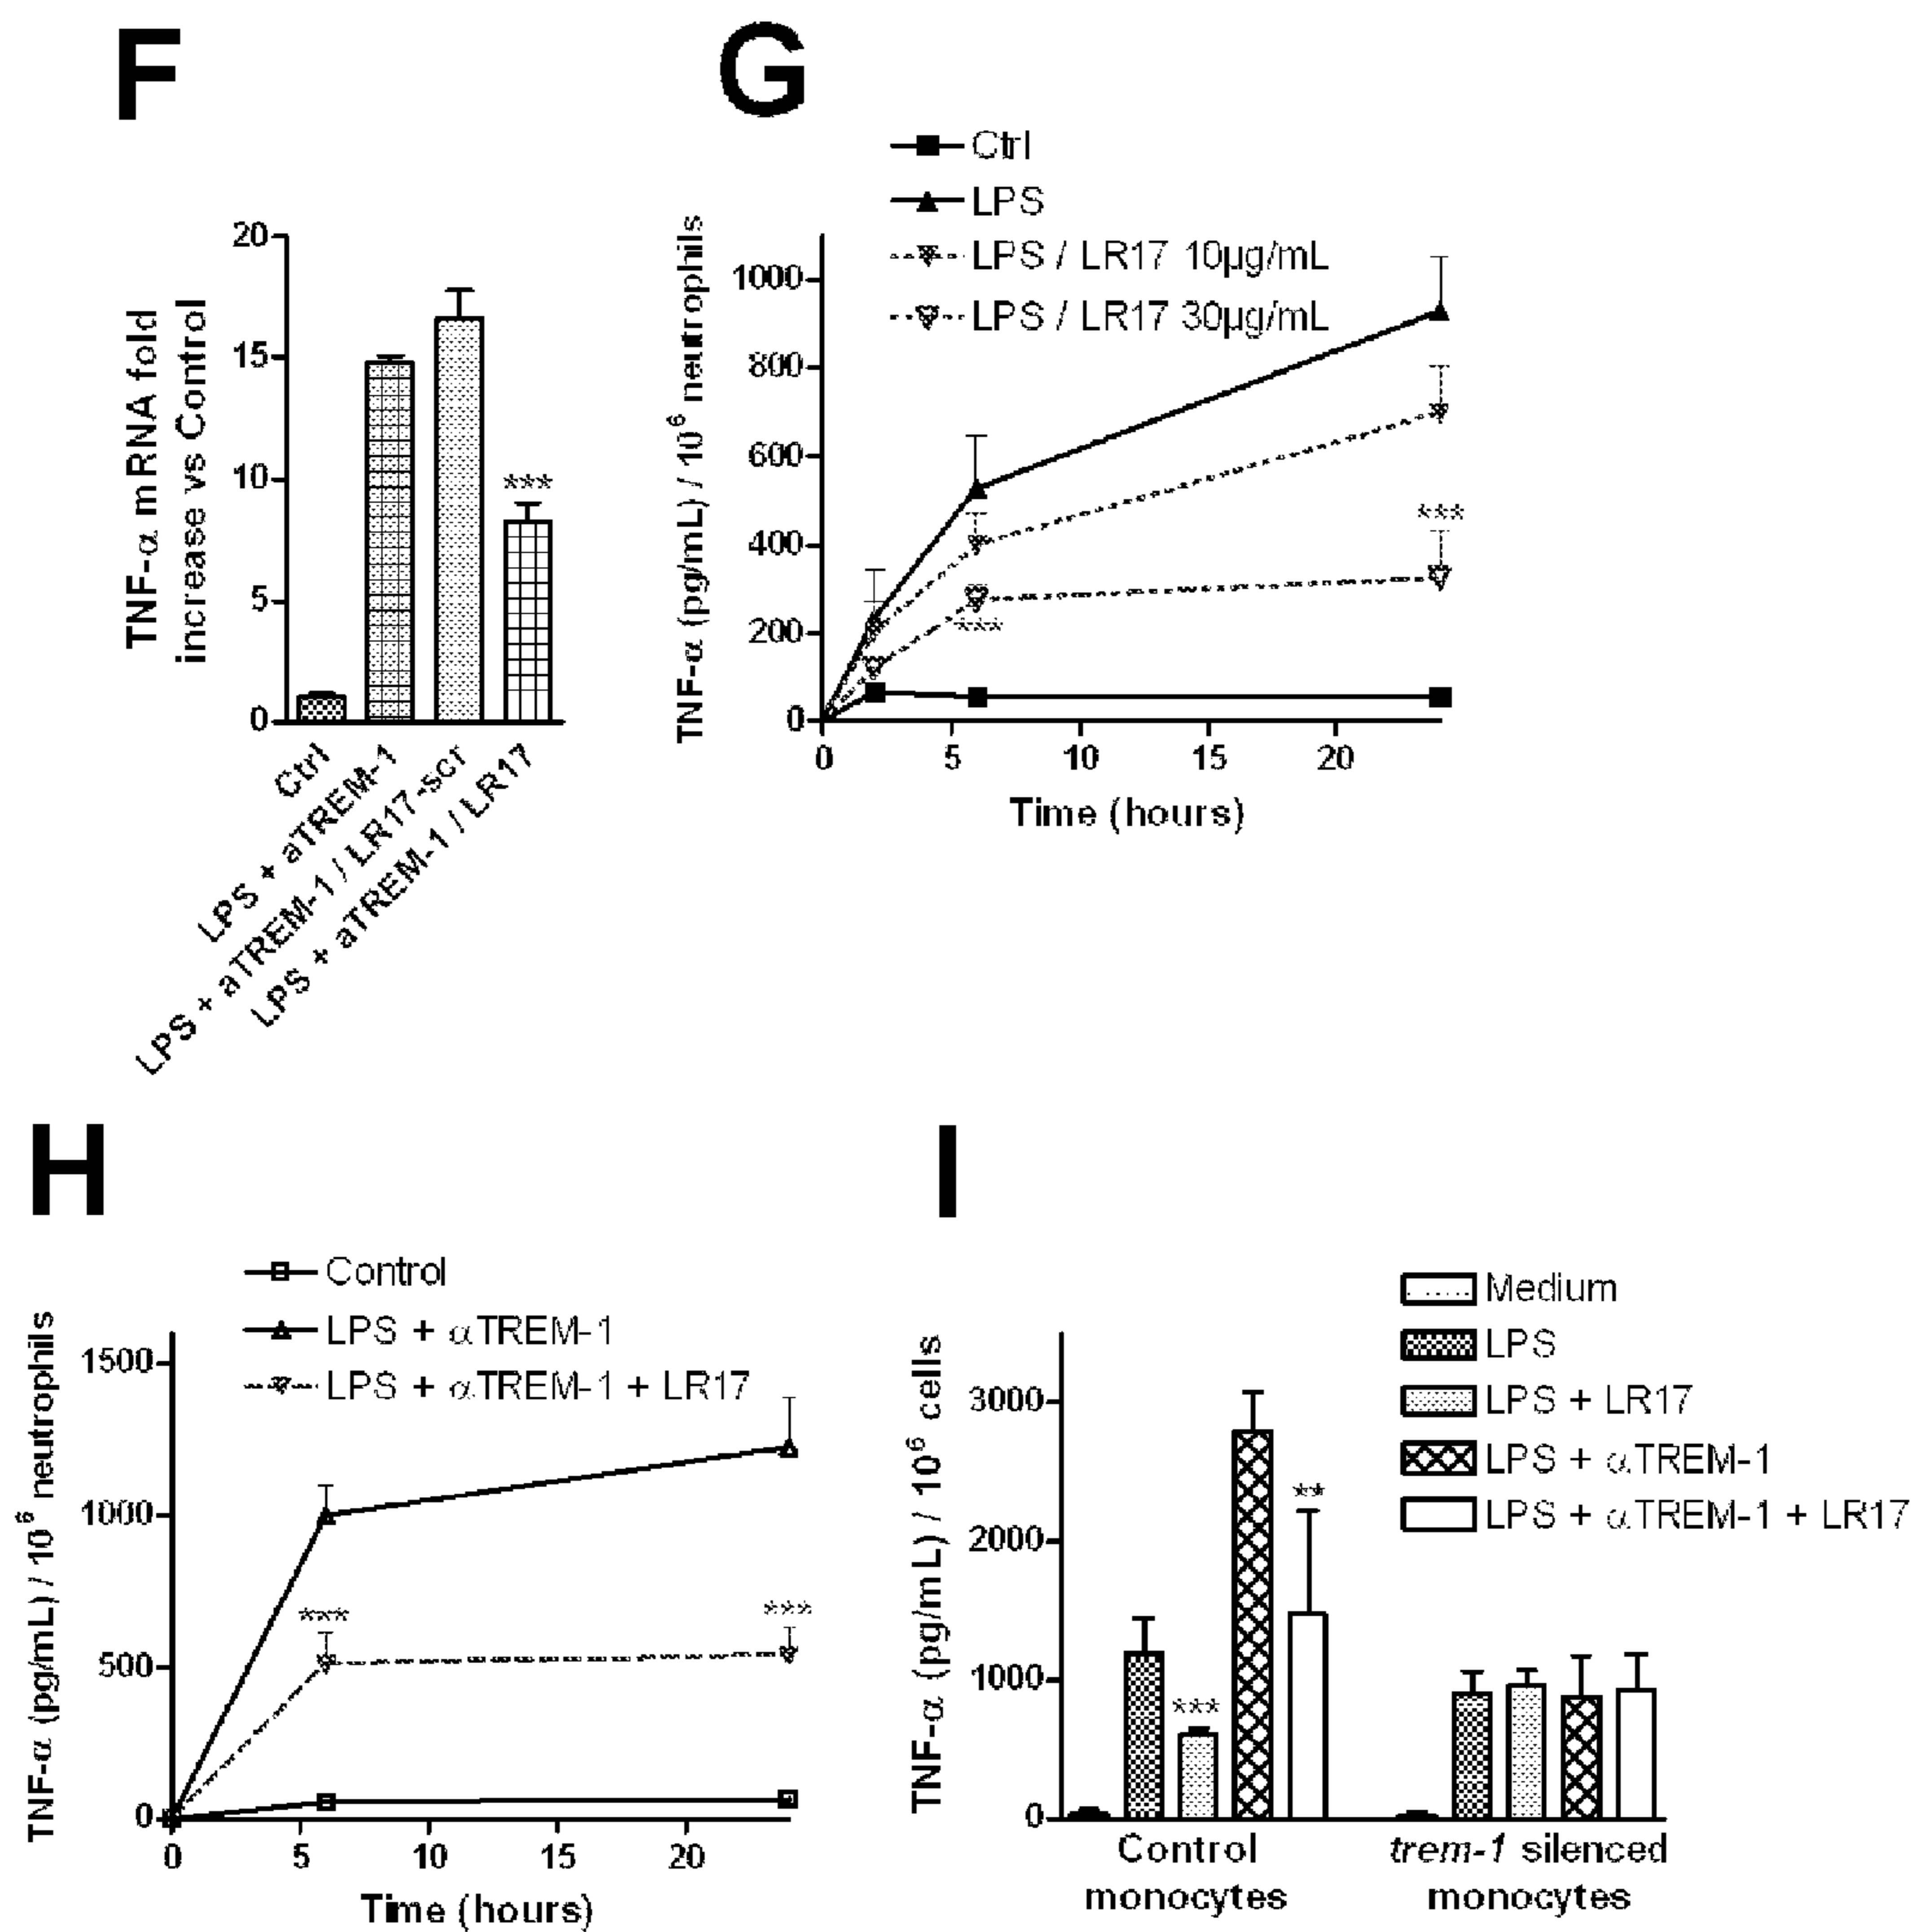 F
TNF-α mRNA fold
increase vs Control
20
15
10
5
0
***
Ctrl
LPS + aTREM-1
LPS + aTREM-1 / LR17-scr
LPS + aTREM-1 / LR17
G
Ctrl
LPS
LPS / LR17 10µg/mL
LPS / LR17 30µg/mL
TNF-α (pg/mL) / 10⁶ neutrophils
1000
800
600
400
200
0
***
***
0 5 10 15 20
Time (hours)
H
Control
LPS + αTREM-1
LPS + αTREM-1 + LR17
TNF-α (pg/mL) / 10⁶ neutrophils
1500
1000
500
0
***
***
0 5 10 15 20
Time (hours)
I
Medium
LPS
LPS + LR17
LPS + αTREM-1
LPS + αTREM-1 + LR17
TNF-α (pg/mL) / 10⁶ cells
3000
2000
1000
0
***
**
Control
monocytes
trem-1 silenced
monocytes